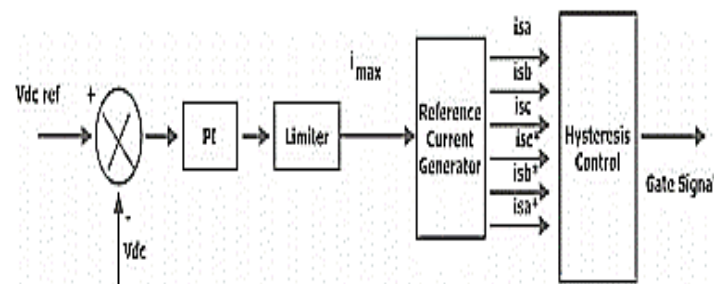 Vdc ref
+
-
Vdc
PI
Limiter
i max
Reference
Current
Generator
isa
isb
isc
isc*
isb*
isa*
Hysteresis
Control
Gate Signal